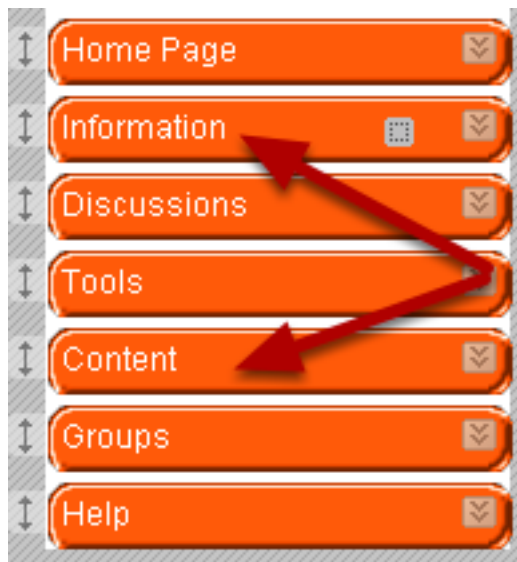 Home Page
Information
Discussions
Tools
Content
Groups
Help